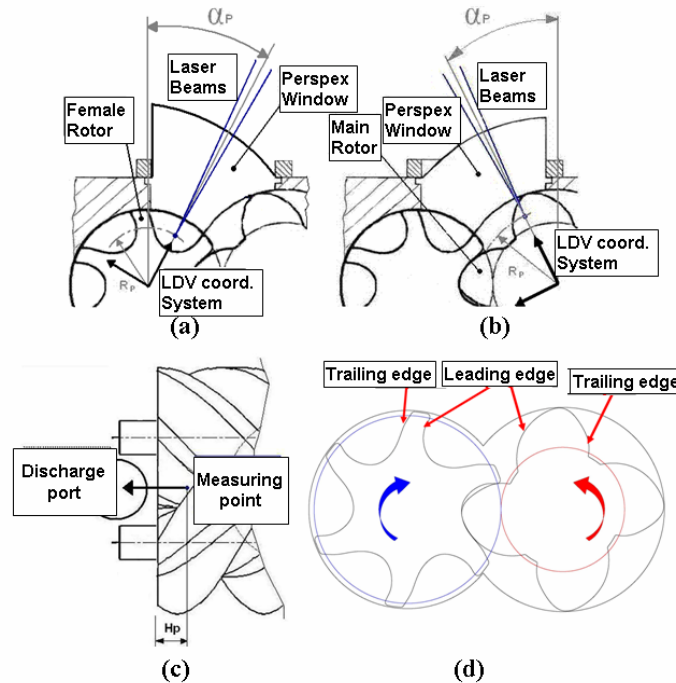 αP
Laser
Beams
Perspex
Window
Female
Rotor
RP
LDV coord.
System
(a)
αP
Laser
Beams
Perspex
Window
Main
Rotor
RP
LDV coord.
System
(b)
Discharge
port
Measuring
point
Hp
(c)
Trailing edge
Leading edge
Trailing edge
(d)